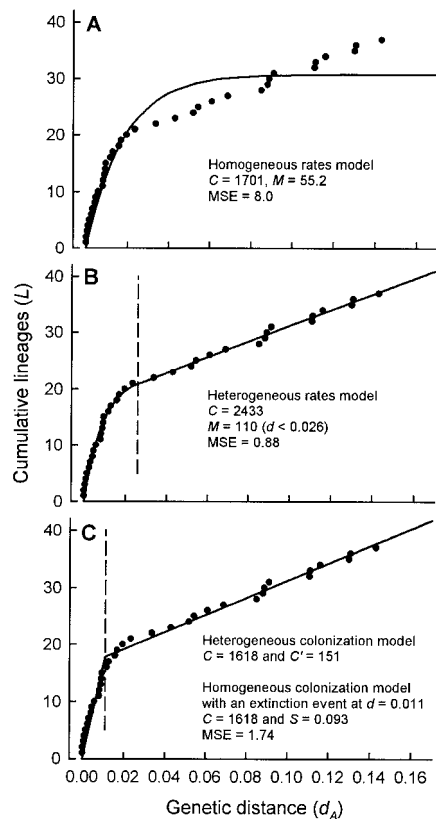 A
40
30
20
10
0
Homogeneous rates model
C = 1701, M = 55.2
MSE = 8.0
B
40
30
20
10
0
Heterogeneous rates model
C = 2433
M = 110 (d < 0.026)
MSE = 0.88
Cumulative lineages (L)
C
40
30
20
10
0
Heterogeneous colonization model
C = 1618 and C' = 151
Homogeneous colonization model
with an extinction event at d = 0.011
C = 1618 and S = 0.093
MSE = 1.74
0.00 0.02 0.04 0.06 0.08 0.10 0.12 0.14 0.16
Genetic distance (dA)